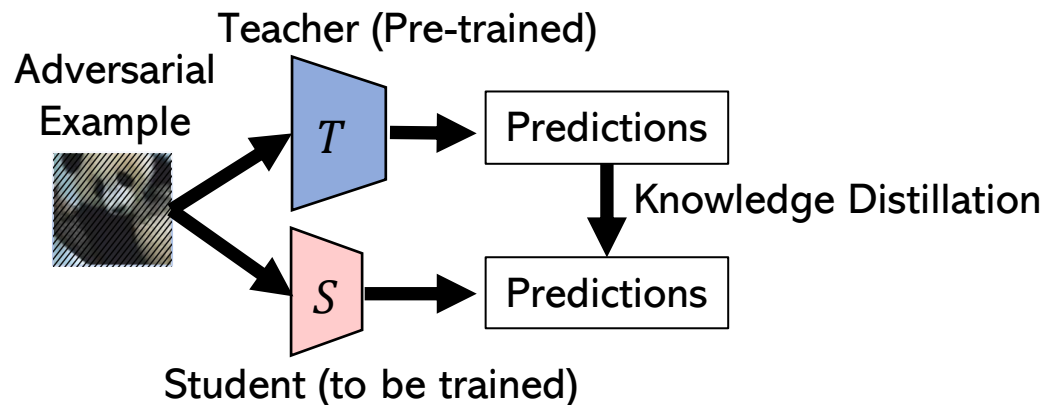 Teacher (Pre-trained)
Adversarial
Example
T
Predictions
Knowledge Distillation
S
Predictions
Student (to be trained)